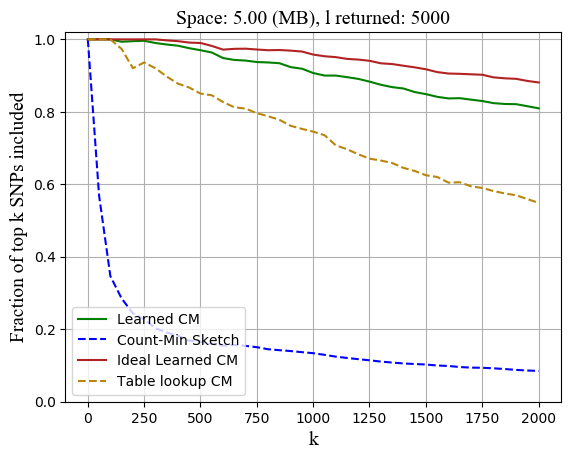 Space: 5.00 (MB), l returned: 5000
Fraction of top k SNPs included
1.0
0.8
0.6
0.4
0.2
0.0
Learned CM
Count-Min Sketch
Ideal Learned CM
Table lookup CM
0 250 500 750 1000 1250 1500 1750 2000
k